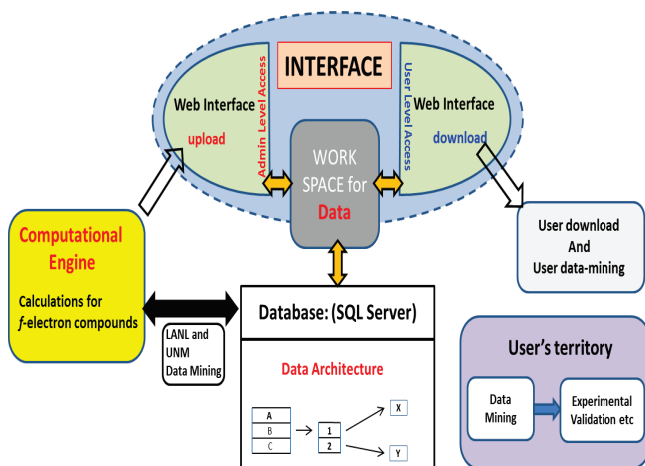 INTERFACE
Web Interface
upload
Admin Level Access
User Level Access
Web Interface
download
WORK
SPACE for
Data
Computational
Engine
Calculations for
f-electron compounds
LANL and
UNM
Data Mining
Database: (SQL Server)
Data Architecture
A
B
C
1
2
X
Y
User download
And
User data-mining
User's territory
Data
Mining
Experimental
Validation etc